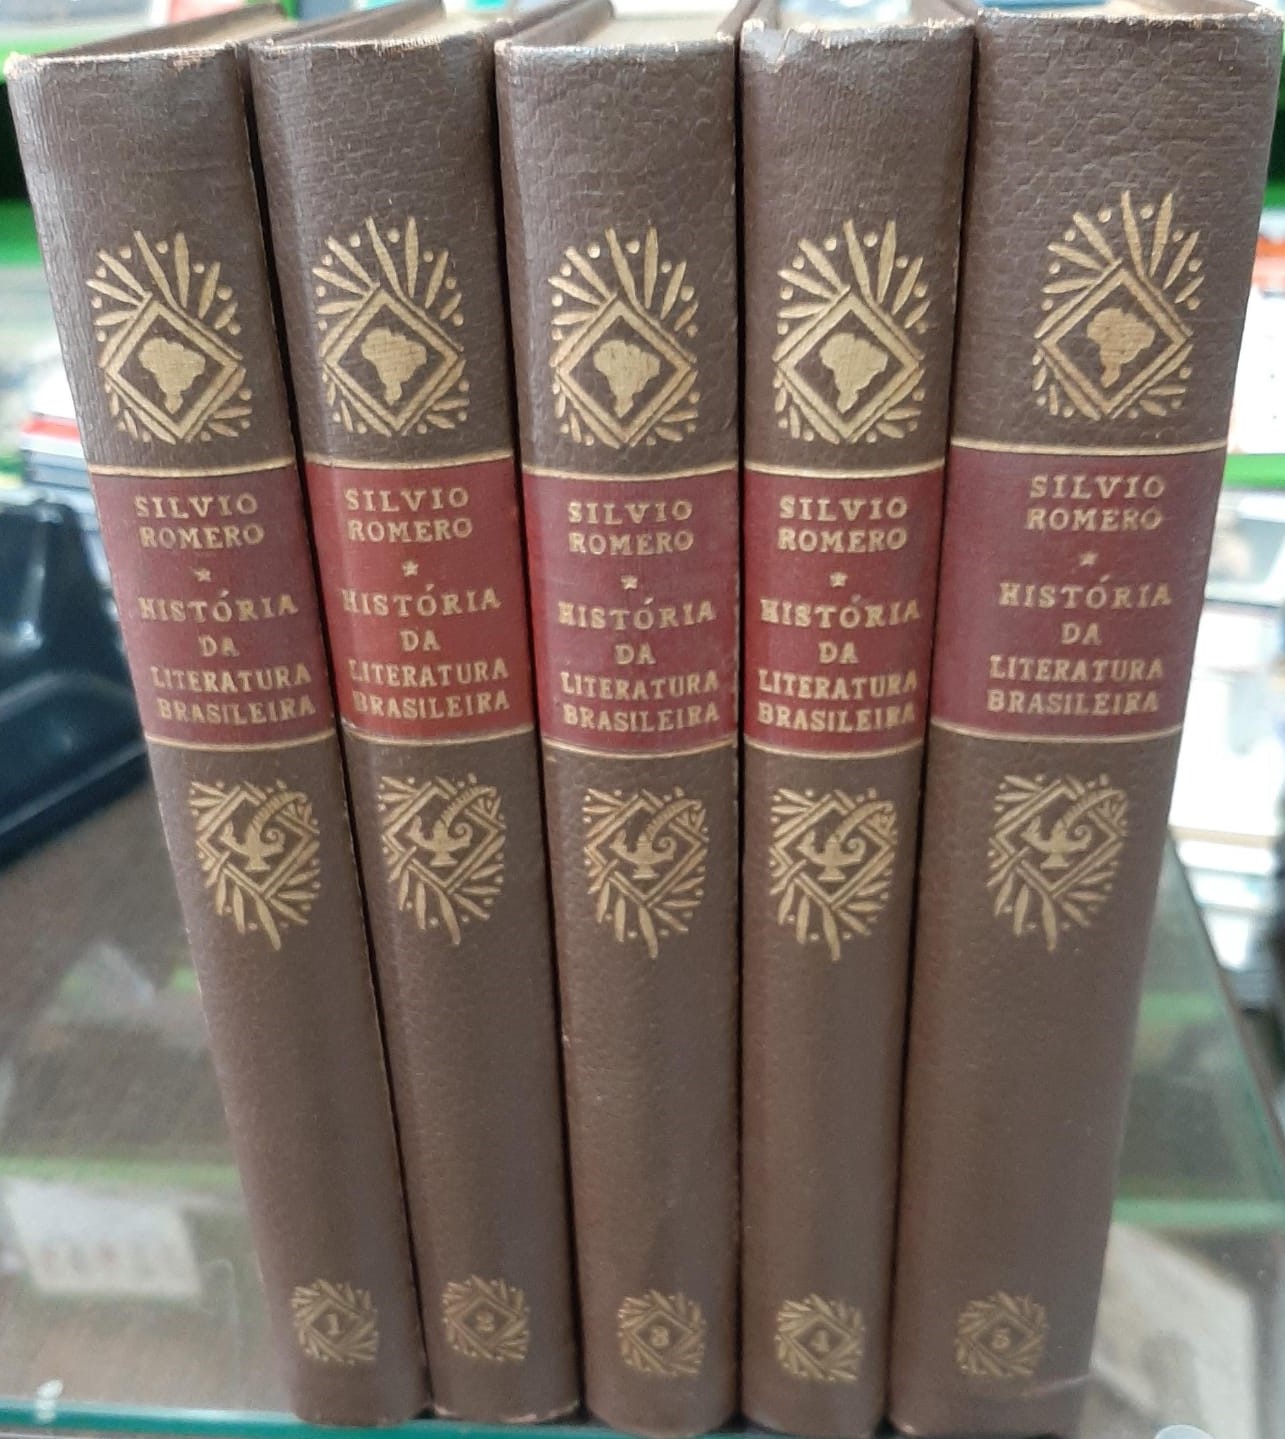 SILVIO
ROMERO
HISTÓRIA
DA
LITERATURA
BRASILEIRA
1
SILVIO
ROMERO
HISTÓRIA
DA
LITERATURA
BRASILEIRA
2
SILVIO
ROMERO
HISTÓRIA
DA
LITERATURA
BRASILEIRA
3
SILVIO
ROMERO
HISTÓRIA
DA
LITERATURA
BRASILEIRA
4
SILVIO
ROMERO
HISTÓRIA
DA
LITERATURA
BRASILEIRA
5